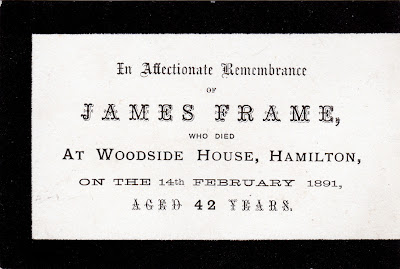 In Affectionate Remembrance
OF
JAMES FRAME,
WHO DIED
AT WOODSIDE HOUSE, HAMILTON,
ON THE 14th FEBRUARY 1891,
AGED 42 YEARS.